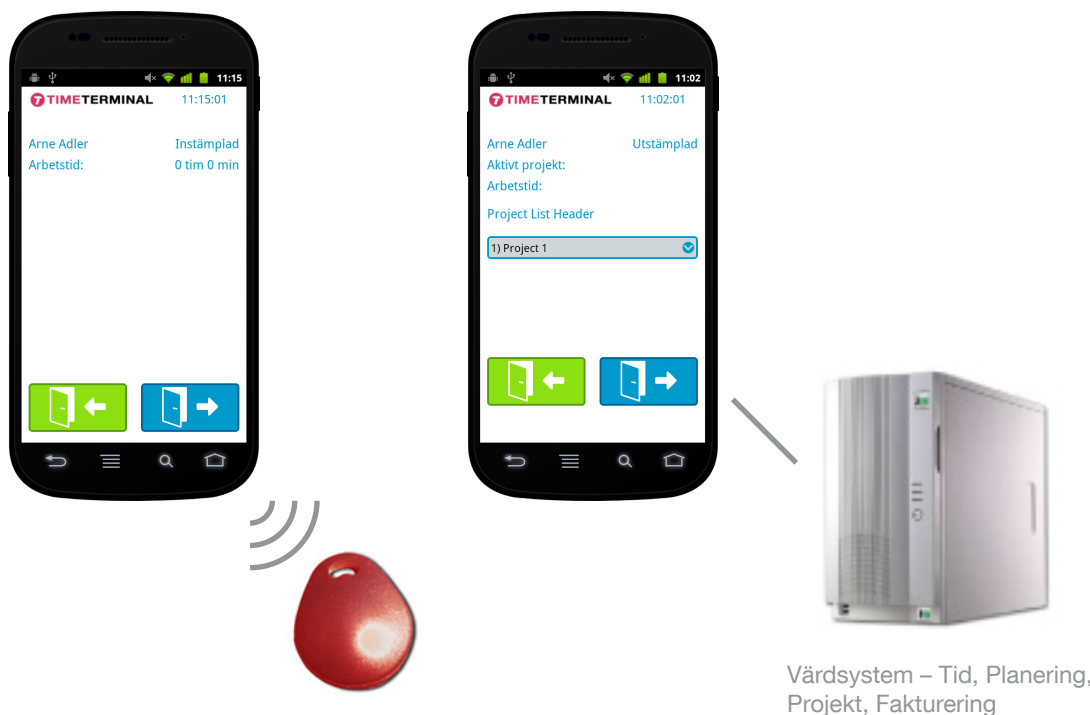 11:15
TIMETERMINAL 11:15:01
Arne Adler Instämplad
Arbetstid: 0 tim 0 min
11:02
TIMETERMINAL 11:02:01
Arne Adler Utstämplad
Aktivt projekt:
Arbetstid:
Project List Header
1) Project 1
Värdsystem – Tid, Planering,
Projekt, Fakturering